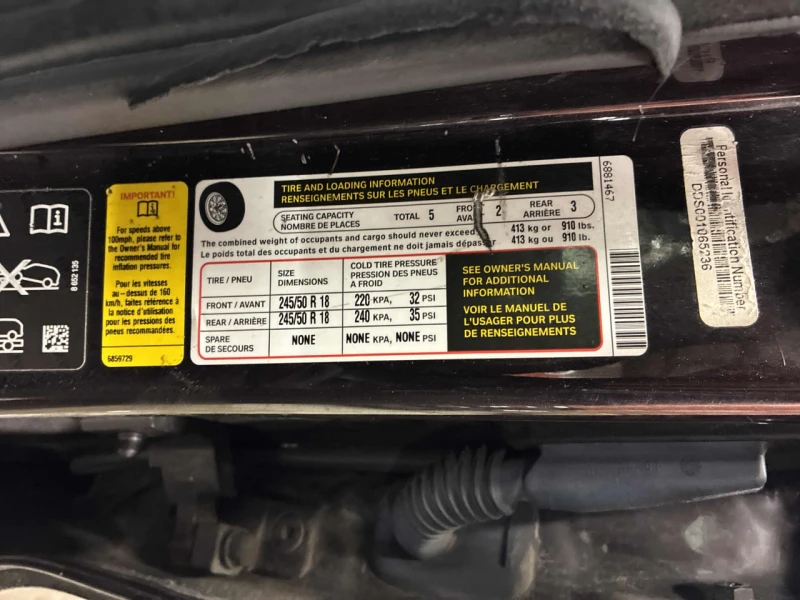 8 652 135
IMPORTANT!
For speeds above
100mph, please refer to
the Owner's Manual for
recommended tire
inflation pressures.
Pour les vitesses
au-dessus de 160
km/h, faites référence à
la notice d'utilisation
pour les pressions des
pneus recommandées.
6859729
TIRE AND LOADING INFORMATION
RENSEIGNEMENTS SUR LES PNEUS ET LE CHARGEMENT
SEATING CAPACITY
NOMBRE DE PLACES
TOTAL 5
2
REAR
ARRIÈRE 3
The combined weight of occupants and cargo should never exceed 413 kg or 910 lbs.
Le poids total des occupants et du chargement ne doit jamais dépasser 413 kg ou 910 lb.
TIRE / PNEU
SIZE
DIMENSIONS
COLD TIRE PRESSURE
PRESSION DES PNEUS
A FROID
FRONT / AVANT 245/50 R 18 220 KPA, 32 PSI
REAR / ARRIÈRE 245/50 R 18 240 KPA, 35 PSI
SPARE
DE SECOURS
NONE NONE KPA, NONE PSI
SEE OWNER'S MANUAL
FOR ADDITIONAL
INFORMATION
VOIR LE MANUEL DE
L'USAGER POUR PLUS
DE RENSEIGNEMENTS
6881467
Personal Identification Number